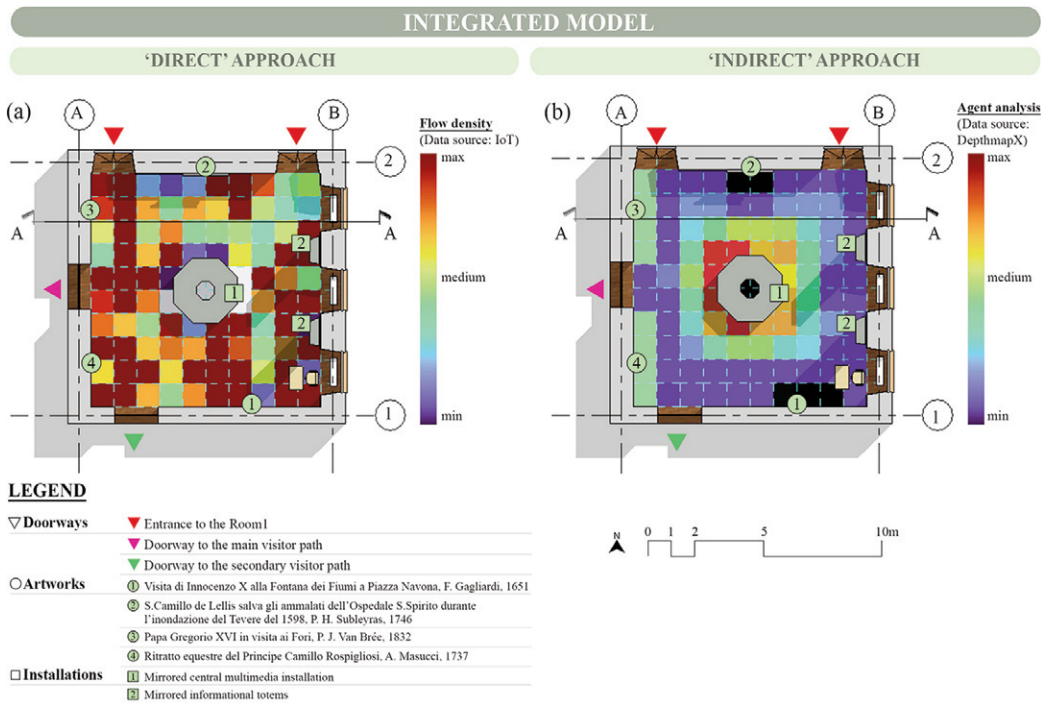 INTEGRATED MODEL
‘DIRECT’ APPROACH
‘INDIRECT’ APPROACH
(a)
A
B
Flow density
(Data source: IoT)
max
medium
min
2
2
3
A
A
2
1
2
4
1
1
(b)
A
B
Agent analysis
(Data source:
DepthmapX)
max
medium
min
2
2
3
A
A
2
1
2
4
1
1
LEGEND
Doorways
Entrance to the Room1
Doorway to the main visitor path
Doorway to the secondary visitor path
Artworks
1 Visita di Innocenzo X alla Fontana dei Fiumi a Piazza Navona, F. Gagliardi, 1651
2 S.Camillo de Lellis salva gli ammalati dell’Ospedale S.Spirito durante
l’inondazione del Tevere del 1598, P. H. Subleyras, 1746
3 Papa Gregorio XVI in visita ai Fori, P. J. Van Brée, 1832
4 Ritratto equestre del Principe Camillo Rospigliosi, A. Masucci, 1737
Installations
1 Mirrored central multimedia installation
2 Mirrored informational totems
N
0 1 2 5 10m